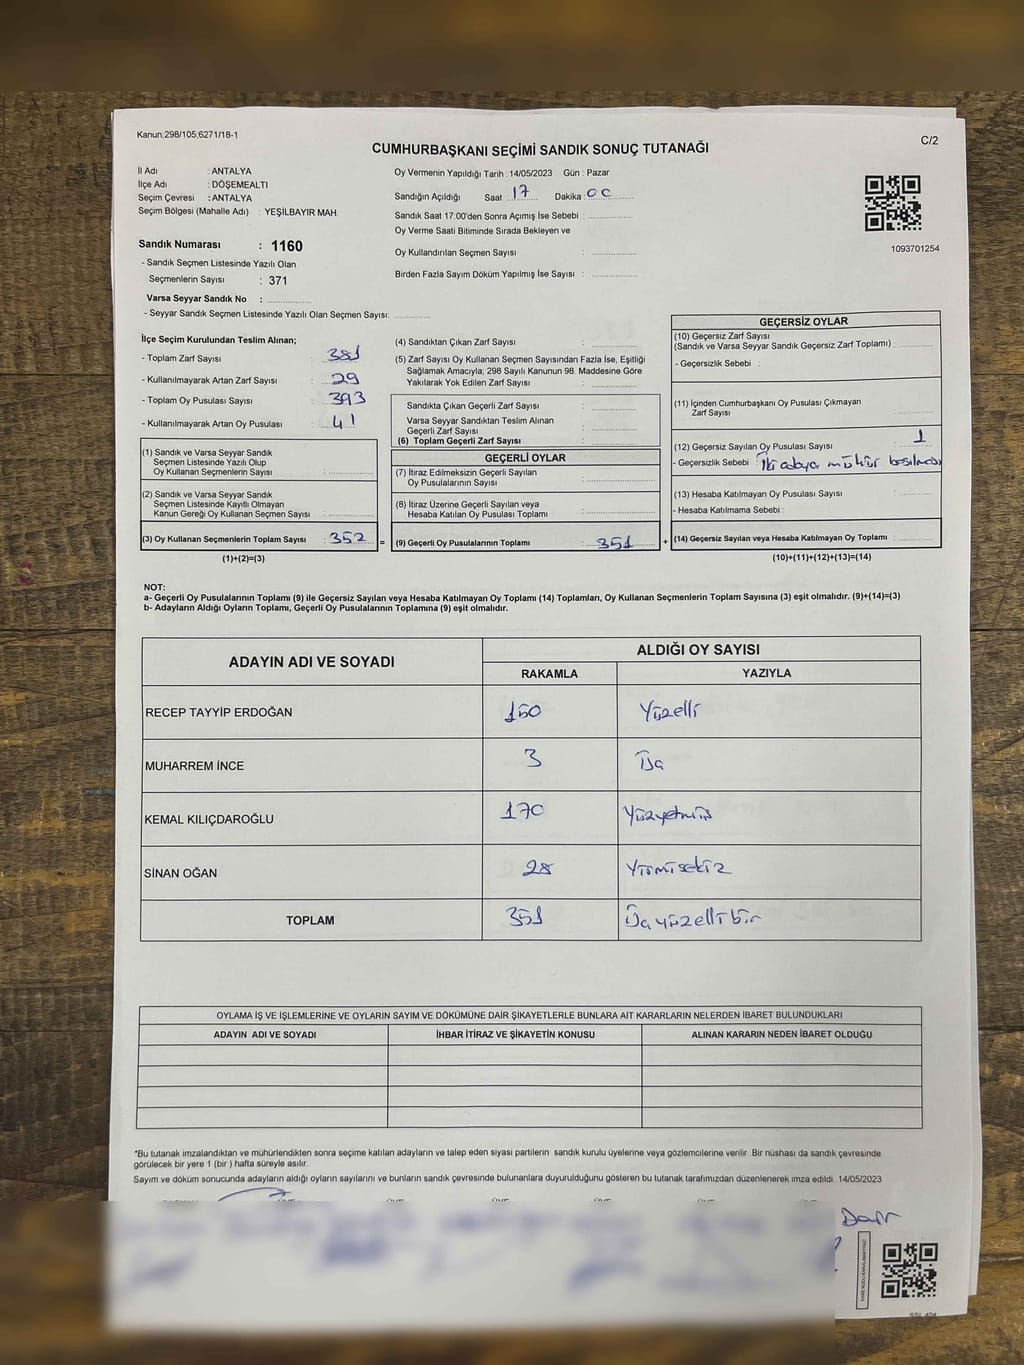 Kanun,298/105,6271/18-1
C/2
CUMHURBAŞKANI SEÇİMİ SANDIK SONUÇ TUTANAĞI
İl Adı : ANTALYA
İlçe Adı : DÖŞEMEALTI
Seçim Çevresi : ANTALYA
Seçim Bölgesi (Mahalle Adı) : YEŞİLBAYIR MAH.
Sandık Numarası : 1160
- Sandık Seçmen Listesinde Yazılı Olan
Seçmenlerin Sayısı : 371
Varsa Seyyar Sandık No :
- Seyyar Sandık Seçmen Listesinde Yazılı Olan Seçmen Sayısı:
Oy Vermenin Yapıldığı Tarih : 14/05/2023 Gün : Pazar
Sandığın Açıldığı Saat 17 Dakika : 00
Sandık Saat 17:00'den Sonra Açımış İse Sebebi :
Oy Verme Saati Bitiminde Sırada Bekleyen ve
Oy Kullandırılan Seçmen Sayısı :
Birden Fazla Sayım Döküm Yapılmış İse Sayısı :
1093701254
İlçe Seçim Kurulundan Teslim Alınan;
- Toplam Zarf Sayısı : 381
- Kullanılmayarak Artan Zarf Sayısı : 29
- Toplam Oy Pusulası Sayısı : 393
- Kullanılmayarak Artan Oy Pusulası : 41
(1) Sandık ve Varsa Seyyar Sandık
Seçmen Listesinde Yazılı Olup
Oy Kullanan Seçmenlerin Sayısı :
(2) Sandık ve Varsa Seyyar Sandık
Seçmen Listesinde Kayıtlı Olmayan
Kanun Gereği Oy Kullanan Seçmen Sayısı :
(3) Oy Kullanan Seçmenlerin Toplam Sayısı : 352 =
(1)+(2)=(3)
(4) Sandıktan Çıkan Zarf Sayısı :
(5) Zarf Sayısı Oy Kullanan Seçmen Sayısından Fazla İse, Eşitliği
Sağlamak Amacıyla; 298 Sayılı Kanunun 98. Maddesine Göre
Yakılarak Yok Edilen Zarf Sayısı :
Sandıkta Çıkan Geçerli Zarf Sayısı :
Varsa Seyyar Sandıktan Teslim Alınan
Geçerli Zarf Sayısı :
(6) Toplam Geçerli Zarf Sayısı :
GEÇERLİ OYLAR
(7) İtiraz Edilmeksizin Geçerli Sayılan
Oy Pusulalarının Sayısı :
(8) İtiraz Üzerine Geçerli Sayılan veya
Hesaba Katılan Oy Pusulası Toplamı :
(9) Geçerli Oy Pusulalarının Toplamı : 351 +
GEÇERSİZ OYLAR
(10) Geçersiz Zarf Sayısı
(Sandık ve Varsa Seyyar Sandık Geçersiz Zarf Toplamı) :
- Geçersizlik Sebebi :
(11) İçinden Cumhurbaşkanı Oy Pusulası Çıkmayan
Zarf Sayısı :
(12) Geçersiz Sayılan Oy Pusulası Sayısı : 1
- Geçersizlik Sebebi : İki adaya mühür basılması
(13) Hesaba Katılmayan Oy Pusulası Sayısı :
- Hesaba Katılmama Sebebi :
(14) Geçersiz Sayılan veya Hesaba Katılmayan Oy Toplamı :
(10)+(11)+(12)+(13)=(14)
NOT:
a- Geçerli Oy Pusulalarının Toplamı (9) ile Geçersiz Sayılan veya Hesaba Katılmayan Oy Toplamı (14) Toplamları, Oy Kullanan Seçmenlerin Toplam Sayısına (3) eşit olmalıdır. (9)+(14)=(3)
b- Adayların Aldığı Oyların Toplamı, Geçerli Oy Pusulalarının Toplamına (9) eşit olmalıdır.
ADAYIN ADI VE SOYADI
ALDIĞI OY SAYISI
RAKAMLA YAZIYLA
RECEP TAYYİP ERDOĞAN 150 Yüzelli
MUHARREM İNCE 3 Üç
KEMAL KILIÇDAROĞLU 170 Yüzyetmiş
SİNAN OĞAN 28 Yirmisekiz
TOPLAM 351 Üçyüzellibir
OYLAMA İŞ VE İŞLEMLERİNE VE OYLARIN SAYIM VE DÖKÜMÜNE DAİR ŞİKAYETLERLE BUNLARA AİT KARARLARIN NELERDEN İBARET BULUNDUKLARI
ADAYIN ADI VE SOYADI İHBAR İTİRAZ VE ŞİKAYETİN KONUSU ALINAN KARARIN NEDEN İBARET OLDUĞU
*Bu tutanak imzalandıktan ve mühürlendikten sonra seçime katılan adayların ve talep eden siyasi partilerin sandık kurulu üyelerine veya gözlemcilerine verilir. Bir nüshası da sandık çevresinde
görülecek bir yere 1 (bir ) hafta süreyle asılır.
Sayım ve döküm sonucunda adayların aldığı oyların sayılarını ve bunların sandık çevresinde bulunanlara duyurulduğunu gösteren bu tutanak tarafımızdan düzenlenerek imza edildi. 14/05/2023